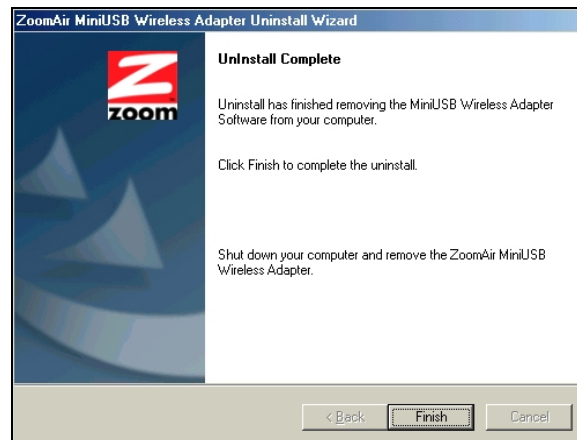 ZoomAir MiniUSB Wireless Adapter Uninstall Wizard
Z
zoom
UnInstall Complete
Uninstall has finished removing the MiniUSB Wireless Adapter
Software from your computer.
Click Finish to complete the uninstall.
Shut down your computer and remove the ZoomAir MiniUSB
Wireless Adapter.
< Back
Finish
Cancel